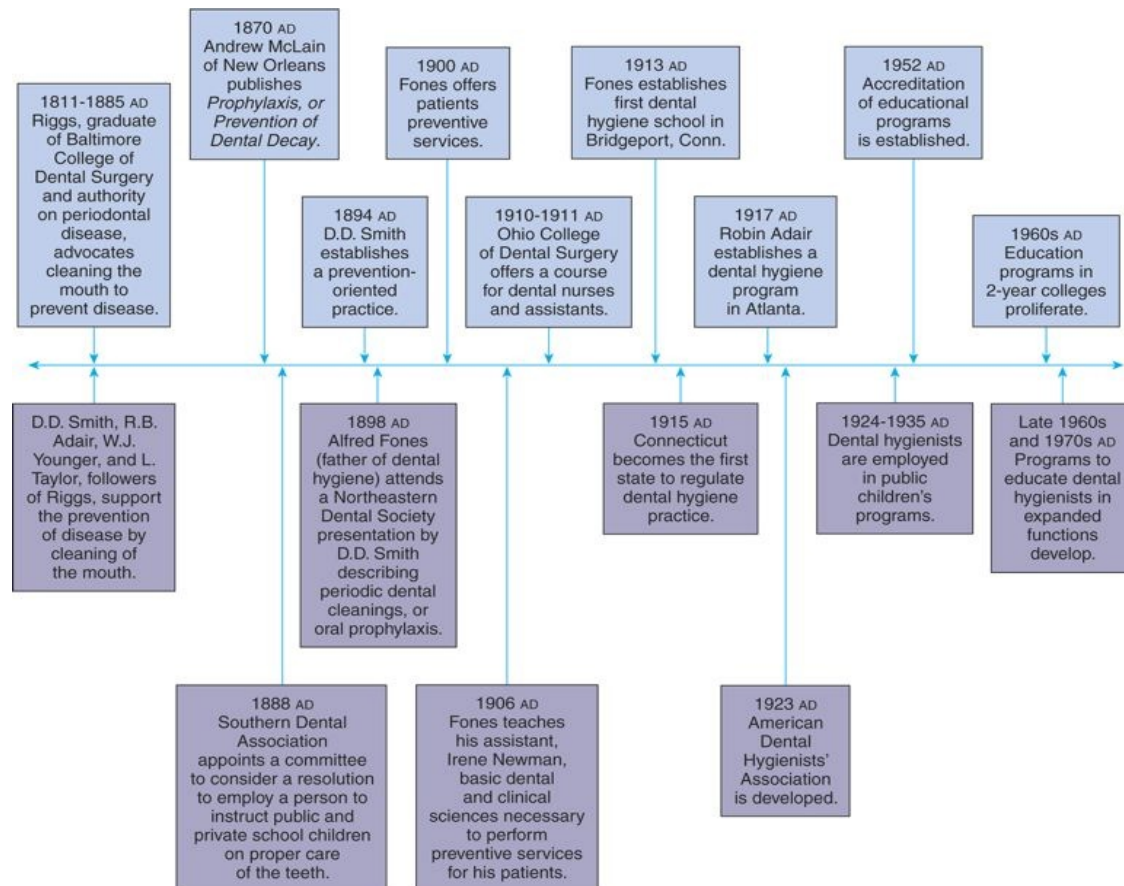 1811-1885 AD
Riggs, graduate
of Baltimore
College of
Dental Surgery
and authority
on periodontal
disease,
advocates
cleaning the
mouth to
prevent disease.
1870 AD
Andrew McLain
of New Orleans
publishes
Prophylaxis, or
Prevention of
Dental Decay.
1894 AD
D.D. Smith
establishes
a prevention-
oriented
practice.
1900 AD
Fones offers
patients
preventive
services.
1910-1911 AD
Ohio College
of Dental Surgery
offers a course
for dental nurses
and assistants.
1913 AD
Fones establishes
first dental
hygiene school in
Bridgeport, Conn.
1917 AD
Robin Adair
establishes a
dental hygiene
program
in Atlanta.
1952 AD
Accreditation
of educational
programs
is established.
1960s AD
Education
programs in
2-year colleges
proliferate.
D.D. Smith, R.B.
Adair, W.J.
Younger, and L.
Taylor, followers
of Riggs, support
the prevention
of disease by
cleaning of
the mouth.
1888 AD
Southern Dental
Association
appoints a committee
to consider a resolution
to employ a person to
instruct public and
private school children
on proper care
of the teeth.
1898 AD
Alfred Fones
(father of dental
hygiene) attends
a Northeastern
Dental Society
presentation by
D.D. Smith
describing
periodic dental
cleanings, or
oral prophylaxis.
1906 AD
Fones teaches
his assistant,
Irene Newman,
basic dental
and clinical
sciences necessary
to perform
preventive services
for his patients.
1915 AD
Connecticut
becomes the first
state to regulate
dental hygiene
practice.
1923 AD
American
Dental
Hygienists'
Association
is developed.
1924-1935 AD
Dental hygienists
are employed
in public
children's
programs.
Late 1960s
and 1970s AD
Programs to
educate dental
hygienists in
expanded
functions
develop.